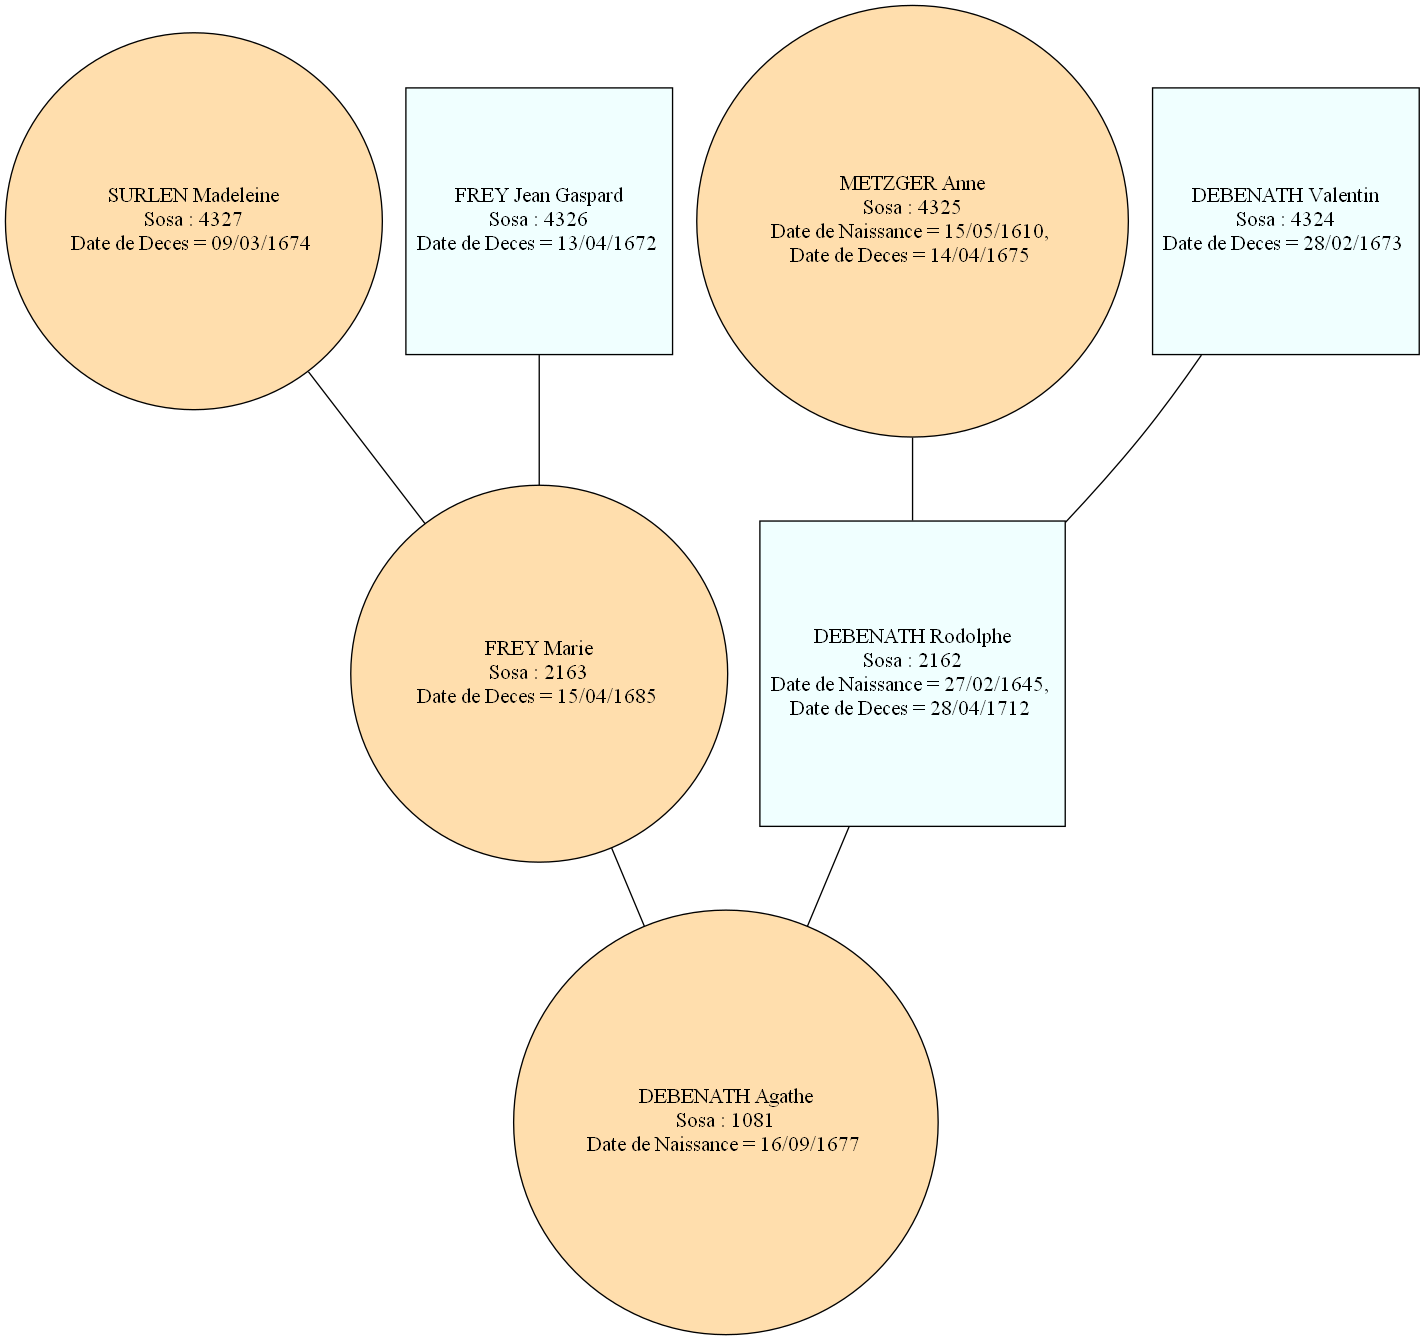 SURLEN Madeleine
Sosa : 4327
Date de Deces = 09/03/1674
FREY Jean Gaspard
Sosa : 4326
Date de Deces = 13/04/1672
METZGER Anne
Sosa : 4325
Date de Naissance = 15/05/1610,
Date de Deces = 14/04/1675
DEBENATH Valentin
Sosa : 4324
Date de Deces = 28/02/1673
FREY Marie
Sosa : 2163
Date de Deces = 15/04/1685
DEBENATH Rodolphe
Sosa : 2162
Date de Naissance = 27/02/1645,
Date de Deces = 28/04/1712
DEBENATH Agathe
Sosa : 1081
Date de Naissance = 16/09/1677